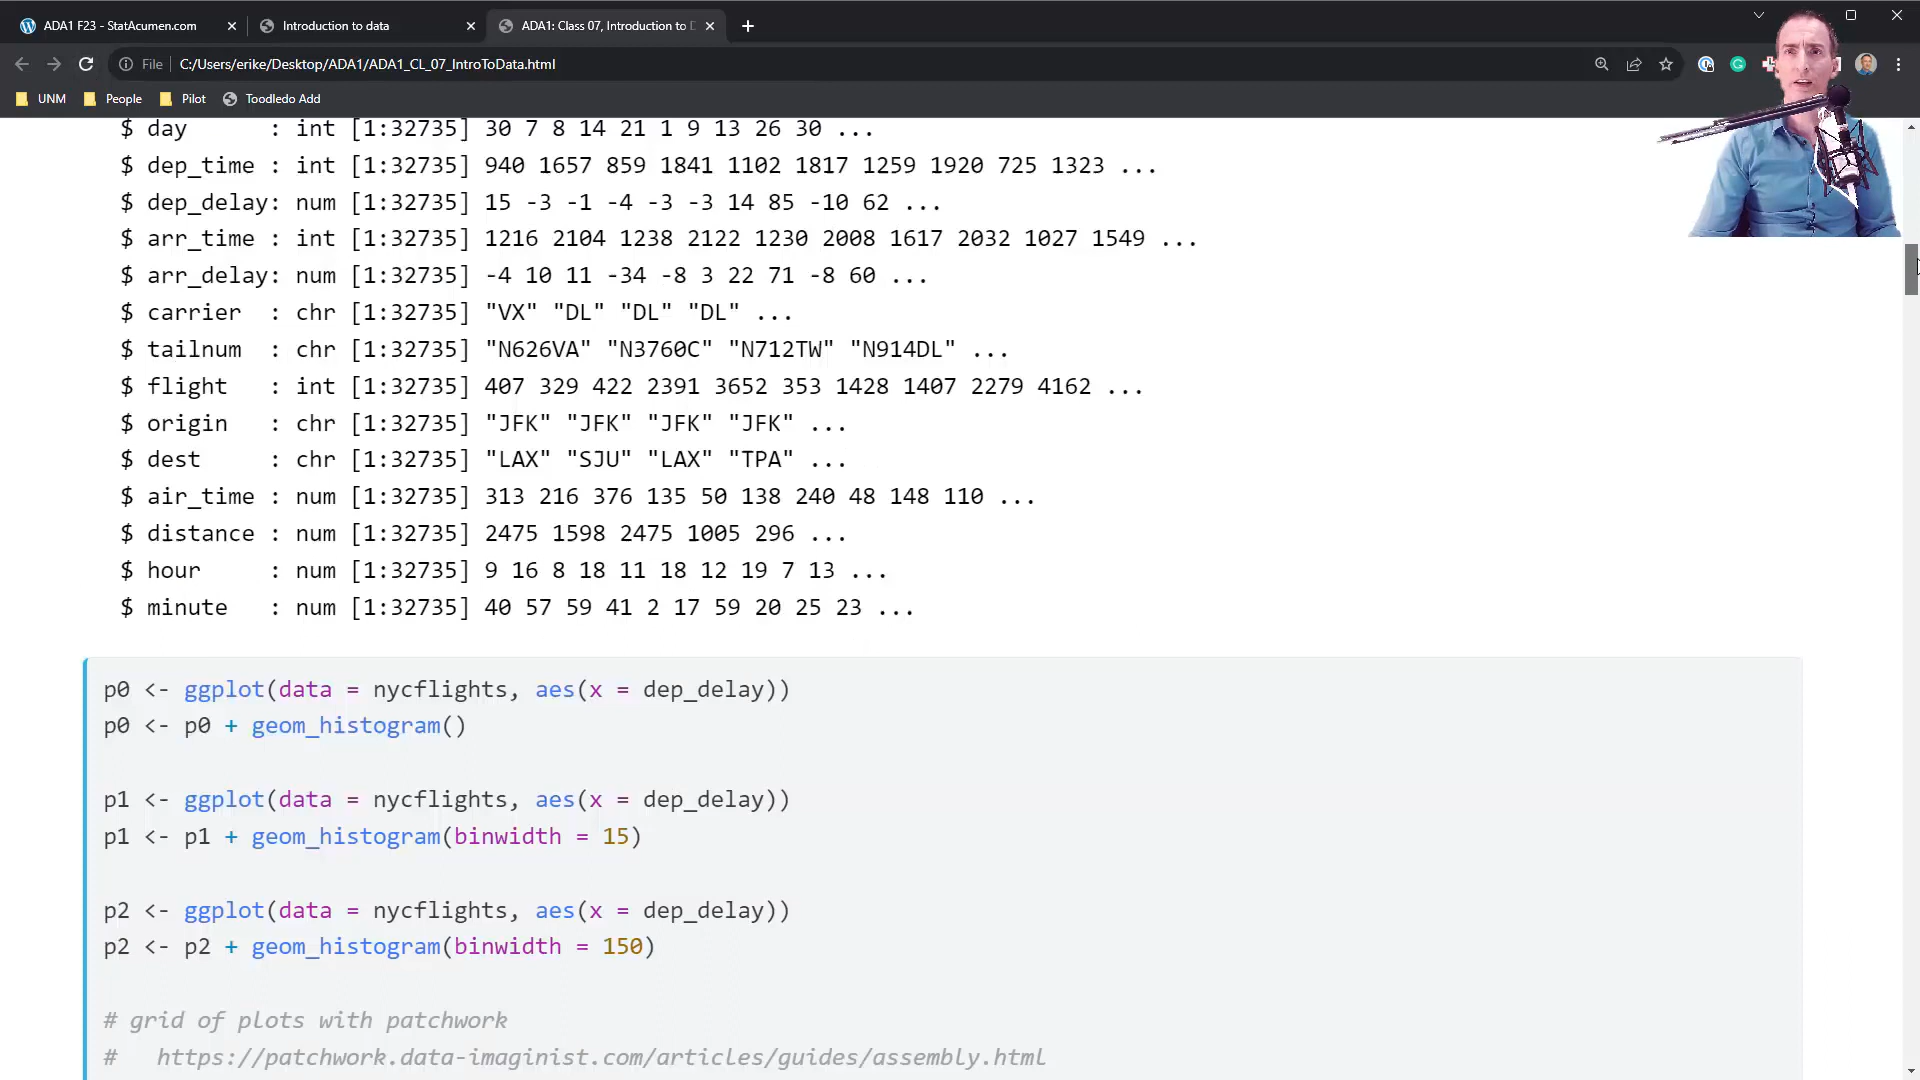 ADA1 F23 - StatAcumen.com
Introduction to data
ADA1: Class 07, Introduction to D
File
C:/Users/erike/Desktop/ADA1/ADA1_CL_07_IntroToData.html
UNM
People
Pilot
Toodledo Add
$ day      : int [1:32735] 30 7 8 14 21 1 9 13 26 30 ...
$ dep_time : int [1:32735] 940 1657 859 1841 1102 1817 1259 1920 725 1323 ...
$ dep_delay: num [1:32735] 15 -3 -1 -4 -3 -3 14 85 -10 62 ...
$ arr_time : int [1:32735] 1216 2104 1238 2122 1230 2008 1617 2032 1027 1549 ...
$ arr_delay: num [1:32735] -4 10 11 -34 -8 3 22 71 -8 60 ...
$ carrier  : chr [1:32735] "VX" "DL" "DL" "DL" ...
$ tailnum  : chr [1:32735] "N626VA" "N3760C" "N712TW" "N914DL" ...
$ flight   : int [1:32735] 407 329 422 2391 3652 353 1428 1407 2279 4162 ...
$ origin   : chr [1:32735] "JFK" "JFK" "JFK" "JFK" ...
$ dest     : chr [1:32735] "LAX" "SJU" "LAX" "TPA" ...
$ air_time : num [1:32735] 313 216 376 135 50 138 240 48 148 110 ...
$ distance : num [1:32735] 2475 1598 2475 1005 296 ...
$ hour     : num [1:32735] 9 16 8 18 11 18 12 19 7 13 ...
$ minute   : num [1:32735] 40 57 59 41 2 17 59 20 25 23 ...
p0 <- ggplot(data = nycflights, aes(x = dep_delay))
p0 <- p0 + geom_histogram()
p1 <- ggplot(data = nycflights, aes(x = dep_delay))
p1 <- p1 + geom_histogram(binwidth = 15)
p2 <- ggplot(data = nycflights, aes(x = dep_delay))
p2 <- p2 + geom_histogram(binwidth = 150)
# grid of plots with patchwork
#   https://patchwork.data-imaginist.com/articles/guides/assembly.html